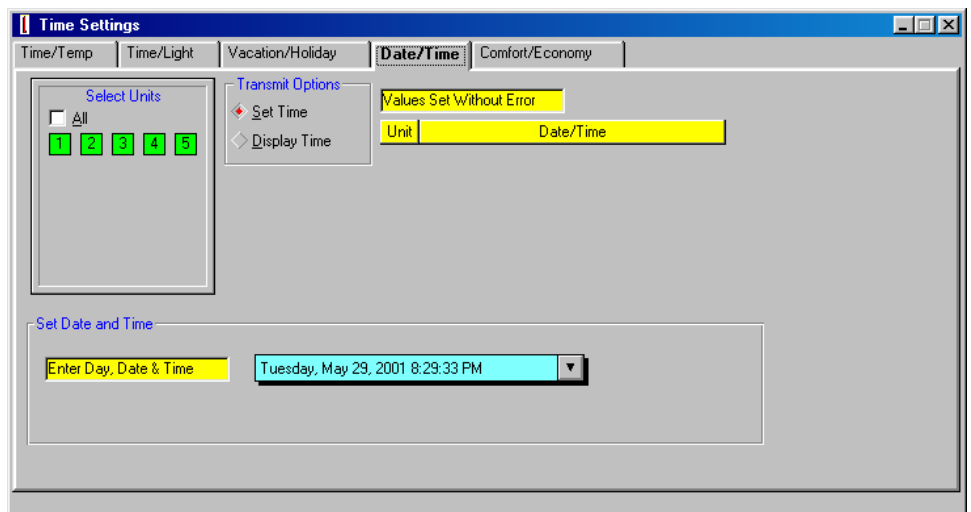 Time Settings
Time/Temp Time/Light Vacation/Holiday Date/Time Comfort/Economy
Select Units
All
1 2 3 4 5
Transmit Options
Set Time
Display Time
Values Set Without Error
Unit Date/Time
Set Date and Time
Enter Day, Date & Time
Tuesday, May 29, 2001 8:29:33 PM